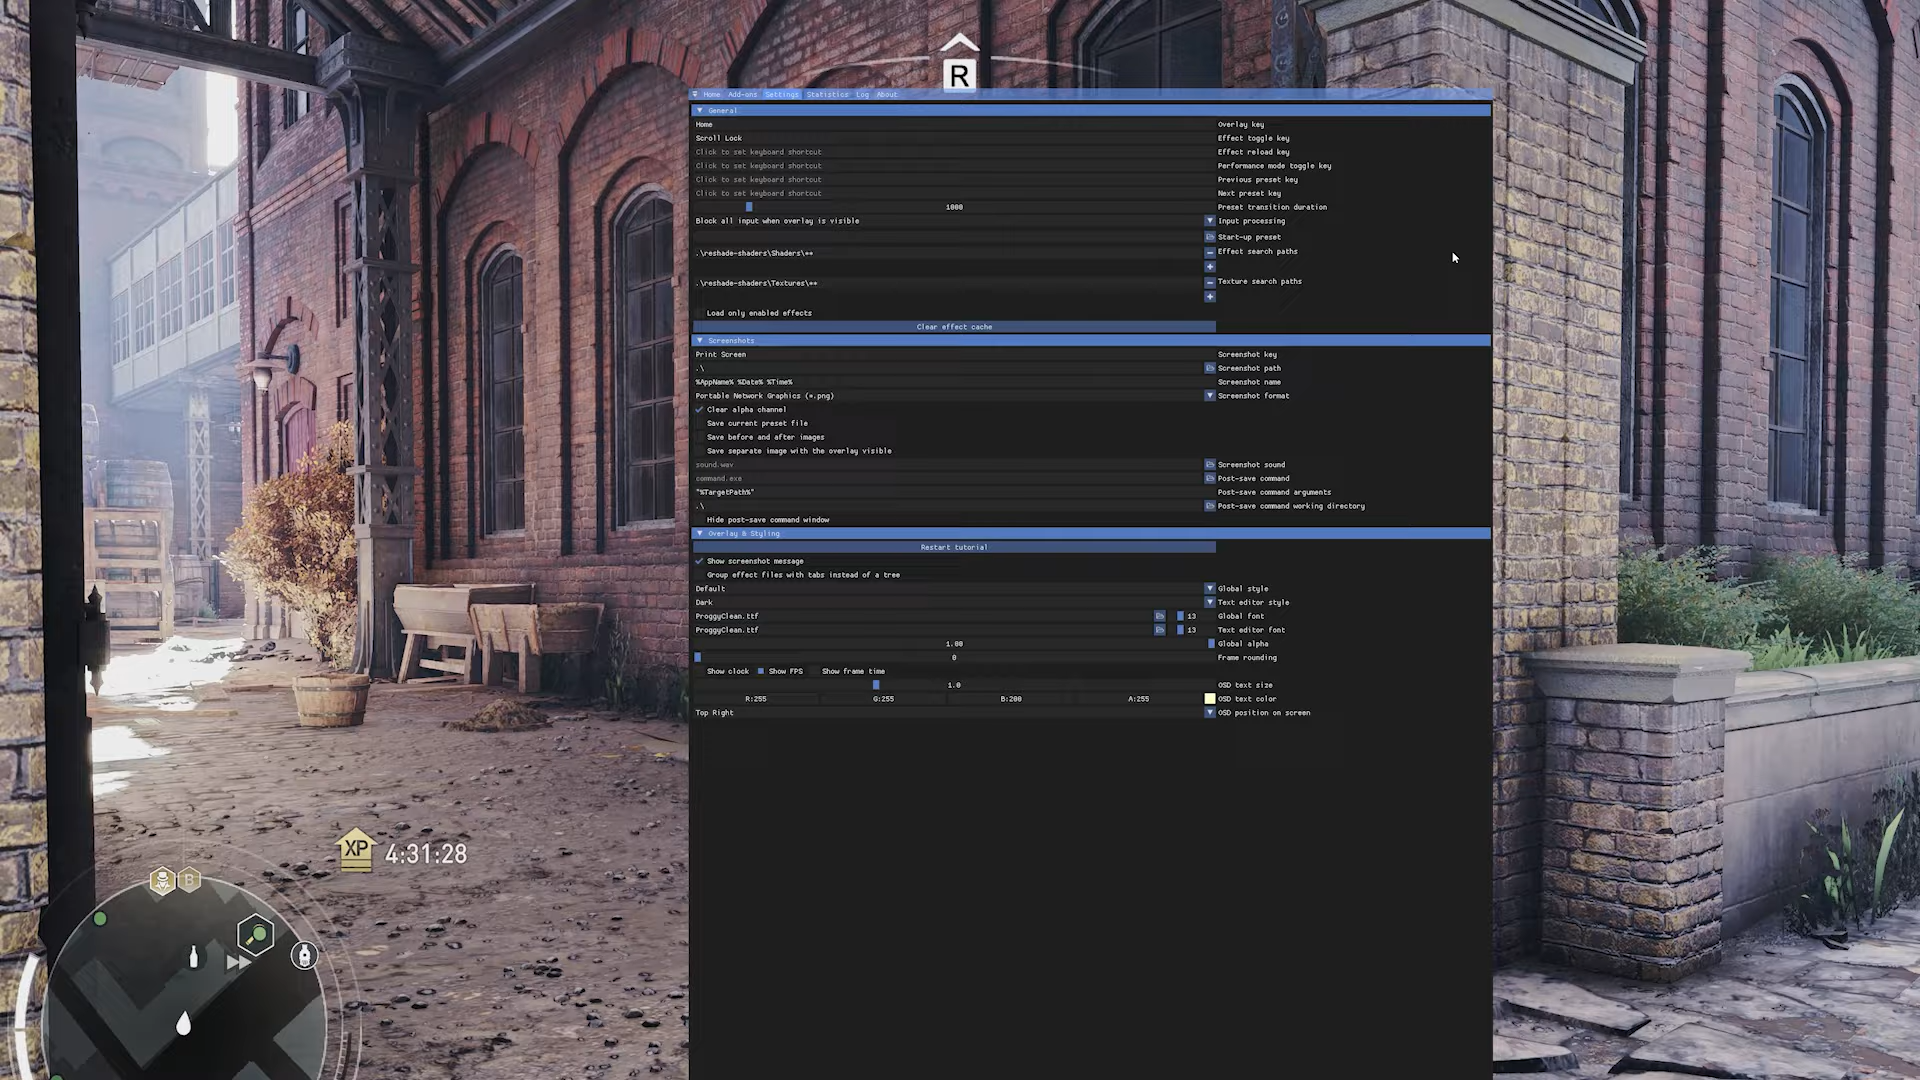 R
Home Add-ons Settings Statistics Log About
General
Home Overlay key
Scroll Lock Effect toggle key
Click to set keyboard shortcut Effect reload key
Click to set keyboard shortcut Performance mode toggle key
Click to set keyboard shortcut Previous preset key
Click to set keyboard shortcut Next preset key
1000 Preset transition duration
Block all input when overlay is visible Input processing
Start-up preset
.\reshade-shaders\Shaders\** Effect search paths
.\reshade-shaders\Textures\** Texture search paths
Load only enabled effects
Clear effect cache
Screenshots
Print Screen Screenshot key
.\ Screenshot path
%AppName% %Date% %Time% Screenshot name
Portable Network Graphics (*.png) Screenshot format
Clear alpha channel
Save current preset file
Save before and after images
Save separate image with the overlay visible
sound.wav Screenshot sound
command.exe Post-save command
"%TargetPath%" Post-save command arguments
.\ Post-save command working directory
Hide post-save command window
Overlay & Styling
Restart tutorial
Show screenshot message
Group effect files with tabs instead of a tree
Default Global style
Dark Text editor style
ProggyClean.ttf 13 Global font
ProggyClean.ttf 13 Text editor font
1.00 Global alpha
0 Frame rounding
Show clock Show FPS Show frame time
1.0 OSD text size
R:255 G:255 B:200 A:255 OSD text color
Top Right OSD position on screen
XP 4:31:28
B